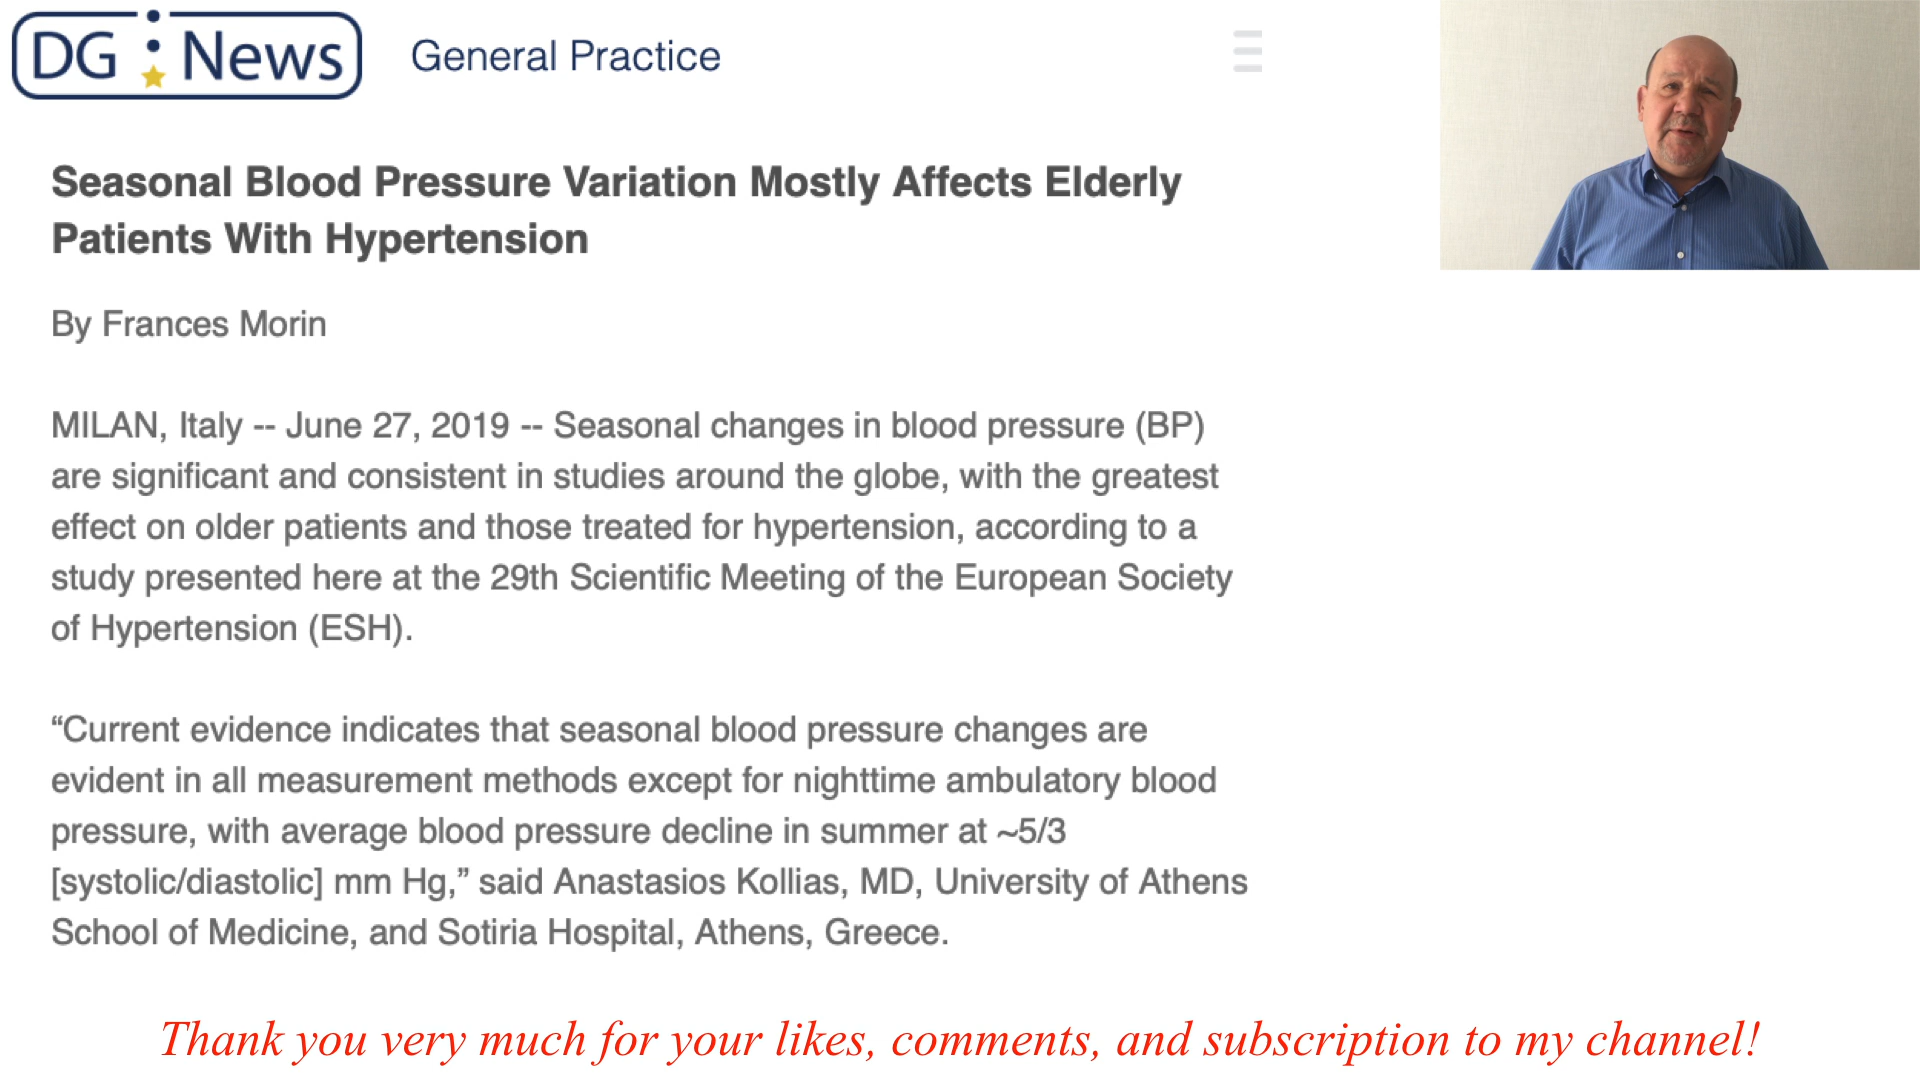 DG News General Practice
Seasonal Blood Pressure Variation Mostly Affects Elderly
Patients With Hypertension
By Frances Morin
MILAN, Italy -- June 27, 2019 -- Seasonal changes in blood pressure (BP)
are significant and consistent in studies around the globe, with the greatest
effect on older patients and those treated for hypertension, according to a
study presented here at the 29th Scientific Meeting of the European Society
of Hypertension (ESH).
“Current evidence indicates that seasonal blood pressure changes are
evident in all measurement methods except for nighttime ambulatory blood
pressure, with average blood pressure decline in summer at ~5/3
[systolic/diastolic] mm Hg,” said Anastasios Kollias, MD, University of Athens
School of Medicine, and Sotiria Hospital, Athens, Greece.
Thank you very much for your likes, comments, and subscription to my channel!